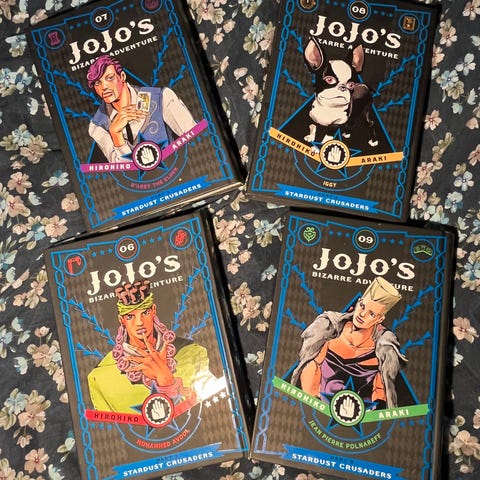 07
JOJO'S
BIZARRE ADVENTURE
HIROHIKO ARAKI
D'ARBY THE ELDER
STARDUST CRUSADERS
08
JOJO'S
BIZARRE ADVENTURE
HIROHIKO ARAKI
IGGY
STARDUST CRUSADERS
06
JOJO'S
BIZARRE ADVENTURE
HIROHIKO
MOHAMMED AVDOL
STARDUST CRUSADERS
09
JOJO'S
BIZARRE ADVENTURE
HIROHIKO ARAKI
JEAN PIERRE POLNAREFF
STARDUST CRUSADERS